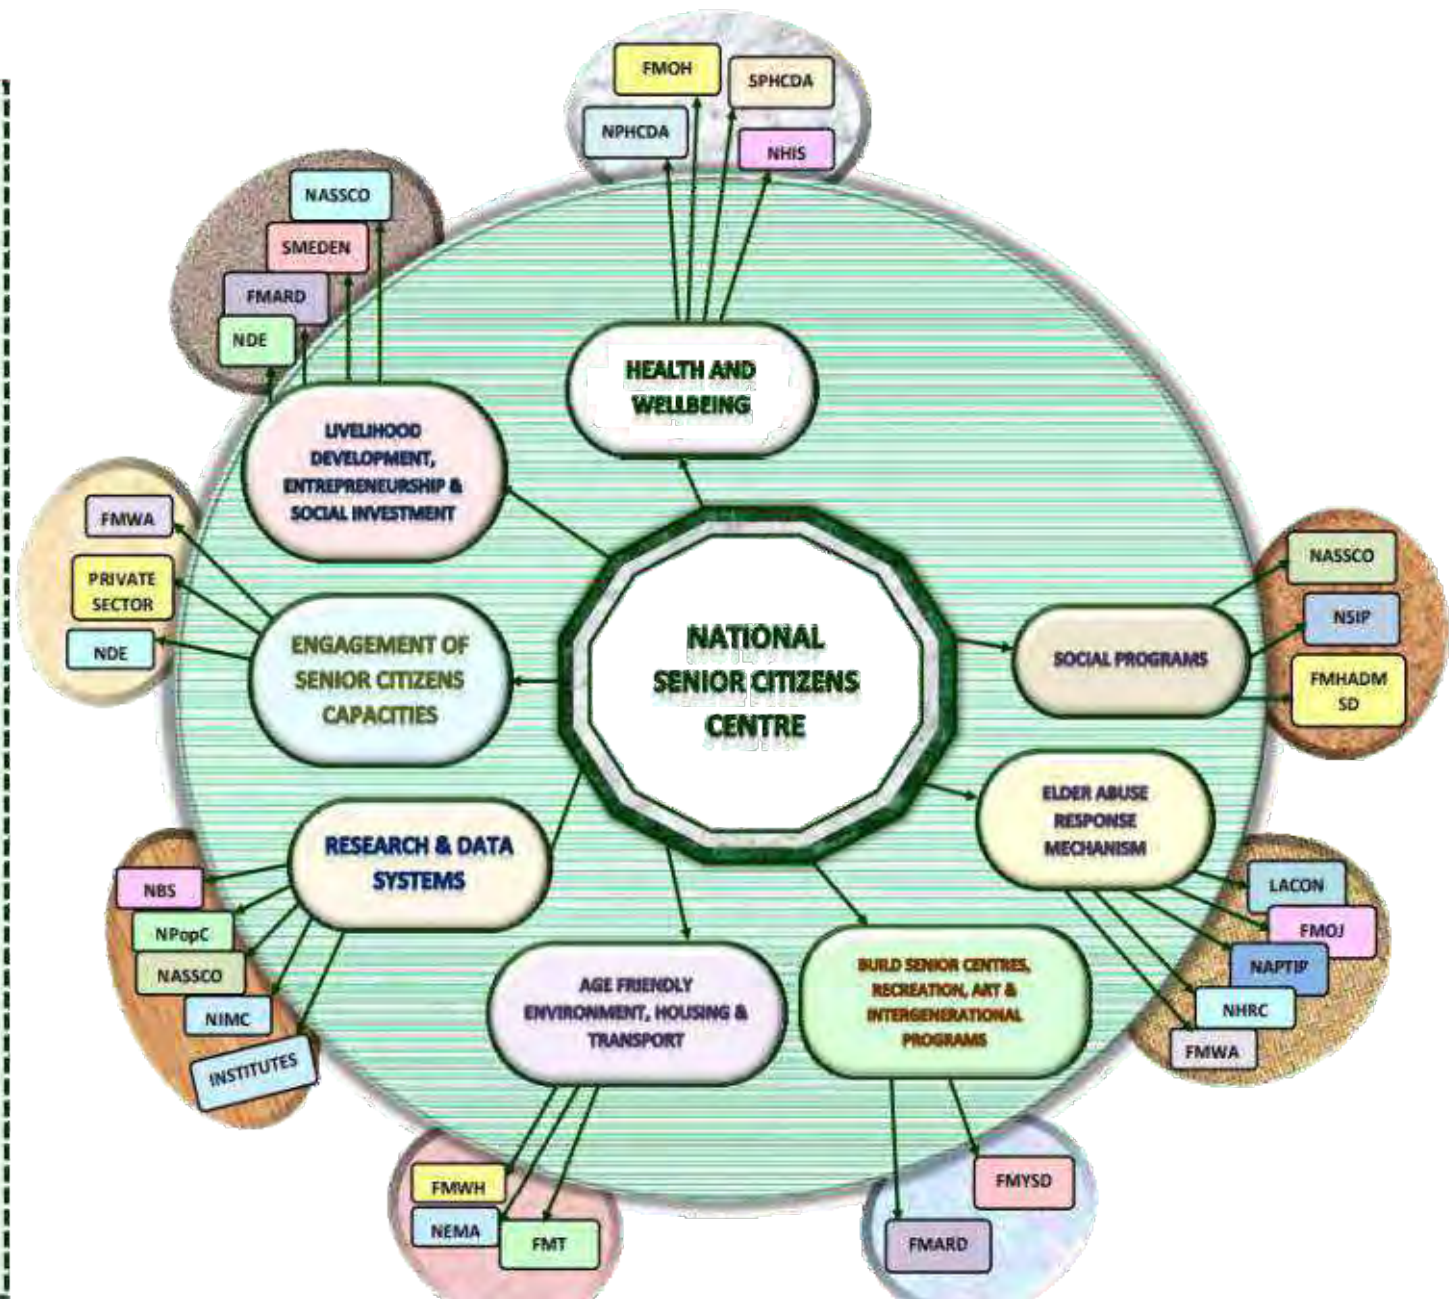 FMOH
SPHCDA
NPHCDA
NHIS
NASSCO
SMEDEN
FMARD
NDE
HEALTH AND
WELLBEING
LIVELIHOOD
DEVELOPMENT,
ENTREPRENEURSHIP &
SOCIAL INVESTMENT
FMWA
PRIVATE
SECTOR
NDE
ENGAGEMENT OF
SENIOR CITIZENS
CAPACITIES
NATIONAL
SENIOR CITIZENS
CENTRE
SOCIAL PROGRAMS
NASSCO
NSIP
FMHADM
SD
ELDER ABUSE
RESPONSE
MECHANISM
LACON
FMOJ
NAPTIP
NHRC
FMWA
RESEARCH & DATA
SYSTEMS
NBS
NPopC
NASSCO
NIMC
INSTITUTES
AGE FRIENDLY
ENVIRONMENT, HOUSING &
TRANSPORT
FMWH
NEMA
FMT
BUILD SENIOR CENTRES,
RECREATION, ART &
INTERGENERATIONAL
PROGRAMS
FMYSD
FMARD